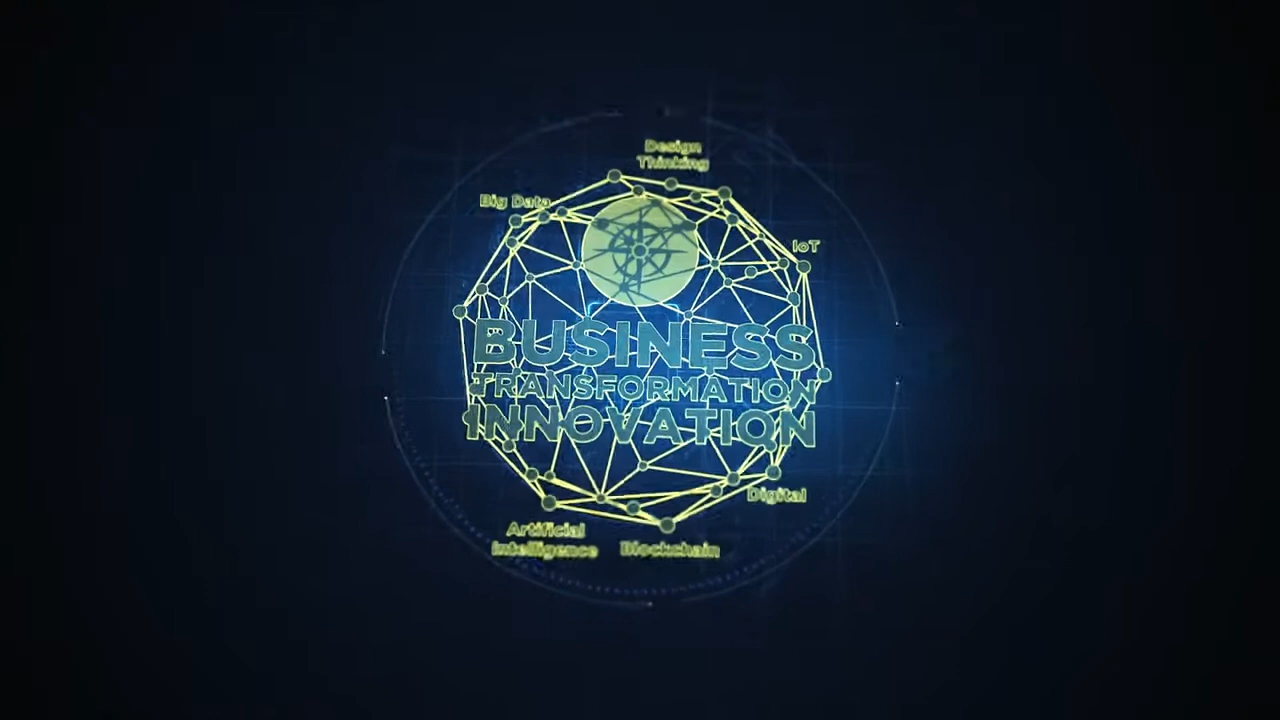 Design
Thinking
Big Data
IoT
BUSINESS
TRANSFORMATION
INNOVATION
Digital
Artificial
Intelligence
Blockchain